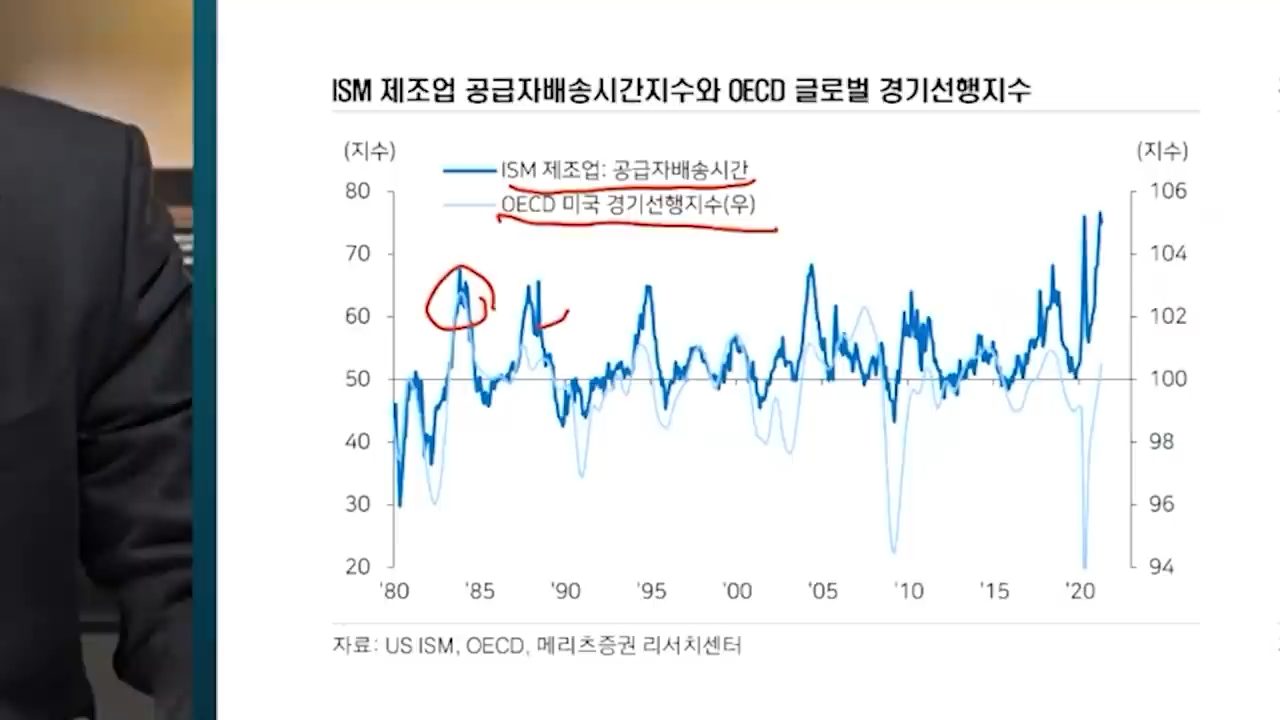 ISM 제조업 공급자배송시간지수와 OECD 글로벌 경기선행지수
(지수)
(지수)
ISM 제조업: 공급자배송시간
OECD 미국 경기선행지수(우)
80
106
70
104
60
102
50
100
40
98
30
96
20
94
'80 '85 '90 '95 '00 '05 '10 '15 '20
자료: US ISM, OECD, 메리츠증권 리서치센터